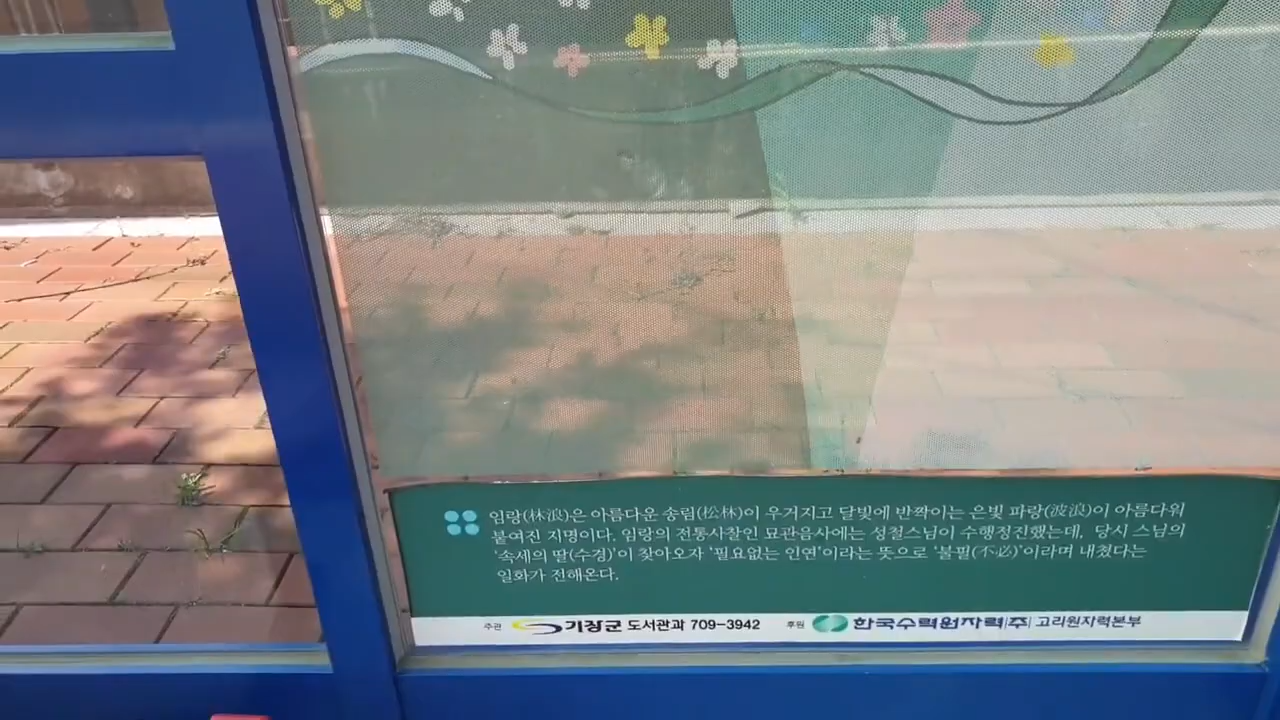 임랑(林浪)은 아름다운 송림(松林)이 우거지고 달빛에 반짝이는 은빛 파랑(波浪)이 아름다워
붙여진 지명이다. 임랑의 전통사찰인 묘관음사에는 성철스님이 수행정진했는데, 당시 스님의
'속세의 딸(수경)'이 찾아오자 '필요없는 인연'이라는 뜻으로 '불필(不必)'이라며 내쳤다는
일화가 전해온다.
주관 기장군 도서관과 709-3942 후원 한국수력원자력(주) 고리원자력본부